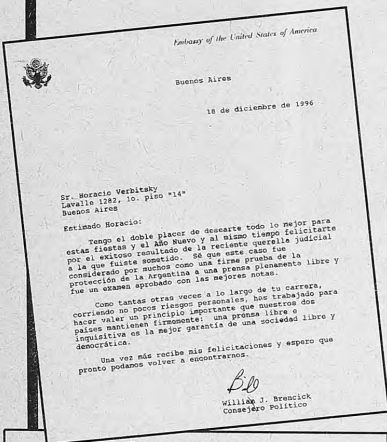 Embassy of the United States of America
Buenos Aires
18 de diciembre de 1996
Sr. Horacio Verbitsky
Lavalle 1282, 1o. piso "14"
Buenos Aires
Estimado Horacio:
Tengo el doble placer de desearte todo lo mejor para
estas fiestas y el Año Nuevo y al mismo tiempo felicitarte
por el exitoso resultado de la reciente querella judicial
a la que fuiste sometido. Sé que este caso fue
considerado por muchos como una firme prueba de la
protección de la Argentina a una prensa plenamente libre y
fue un examen aprobado con las mejores notas.
Como tantas otras veces a lo largo de tu carrera,
corriendo no pocos riesgos personales, has trabajado para
hacer valer un principio importante que nuestros dos
países mantienen firmemente: una prensa libre e
inquisitiva es la mejor garantía de una sociedad libre y
democrática.
Una vez más recibe mis felicitaciones y espero que
pronto podamos volver a encontrarnos.
Bill
William J. Brencick
Consejero Político